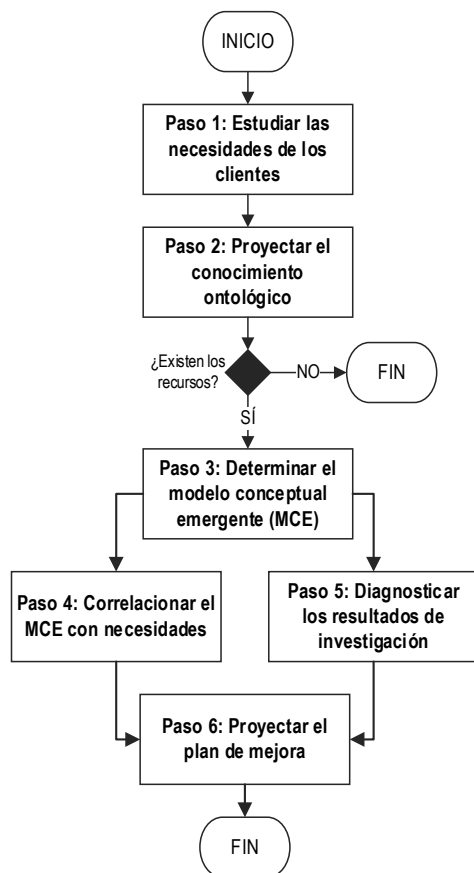 INICIO
Paso 1: Estudiar las
necesidades de los
clientes
Paso 2: Proyectar el
conocimiento
ontológico
¿Existen los
recursos?
NO
FIN
SÍ
Paso 3: Determinar el
modelo conceptual
emergente (MCE)
Paso 4: Correlacionar el
MCE con necesidades
Paso 5: Diagnosticar
los resultados de
investigación
Paso 6: Proyectar el
plan de mejora
FIN